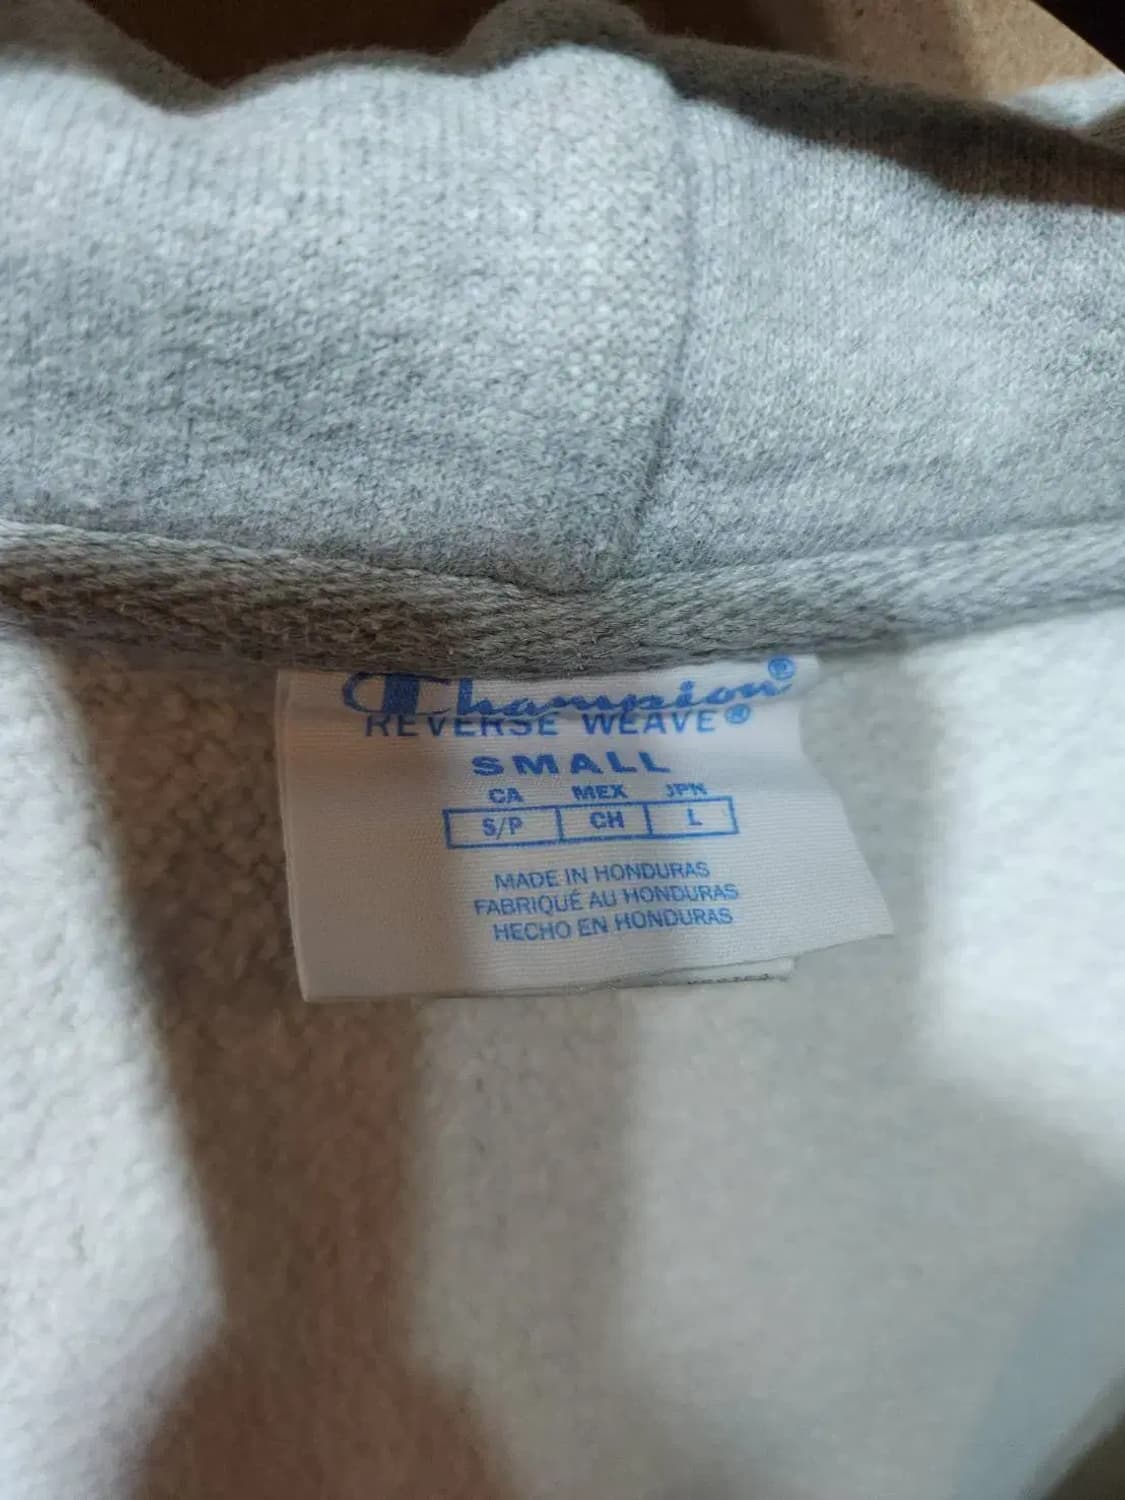 Champion®
REVERSE WEAVE®
SMALL
CA MEX JPN
S/P CH L
MADE IN HONDURAS
FABRIQUÉ AU HONDURAS
HECHO EN HONDURAS